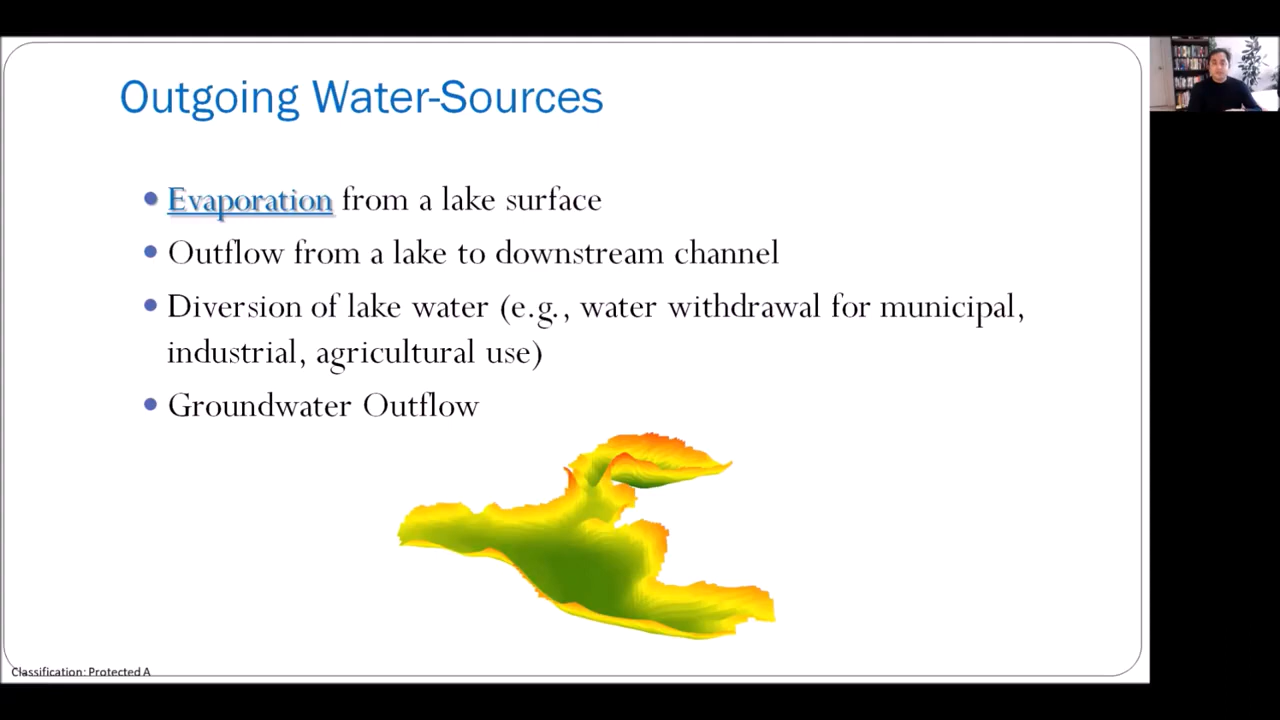 Outgoing Water-Sources
Evaporation from a lake surface
Outflow from a lake to downstream channel
Diversion of lake water (e.g., water withdrawal for municipal,
industrial, agricultural use)
Groundwater Outflow
Classification: Protected A